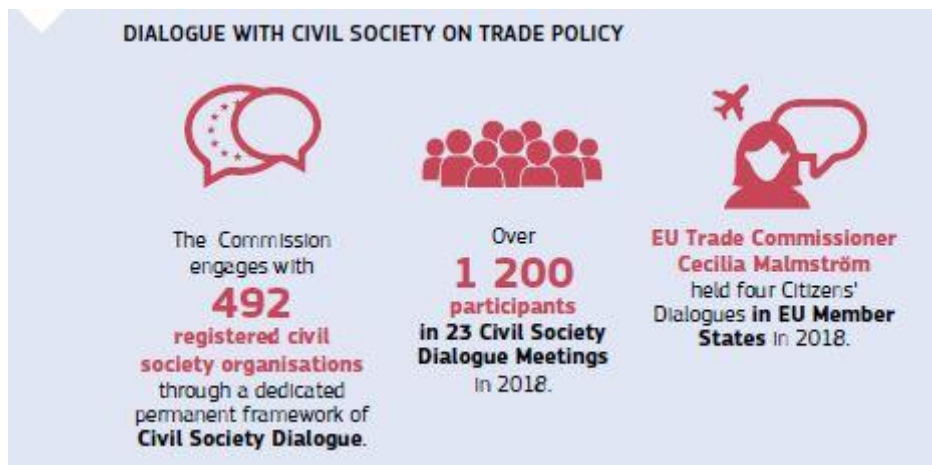 DIALOGUE WITH CIVIL SOCIETY ON TRADE POLICY
The Commission
engages with
492
registered civil
society organisations
through a dedicated
permanent framework of
Civil Society Dialogue.
Over
1 200
participants
in 23 Civil Society
Dialogue Meetings
in 2018.
EU Trade Commissioner
Cecilia Malmström
held four Citizens'
Dialogues in EU Member
States in 2018.